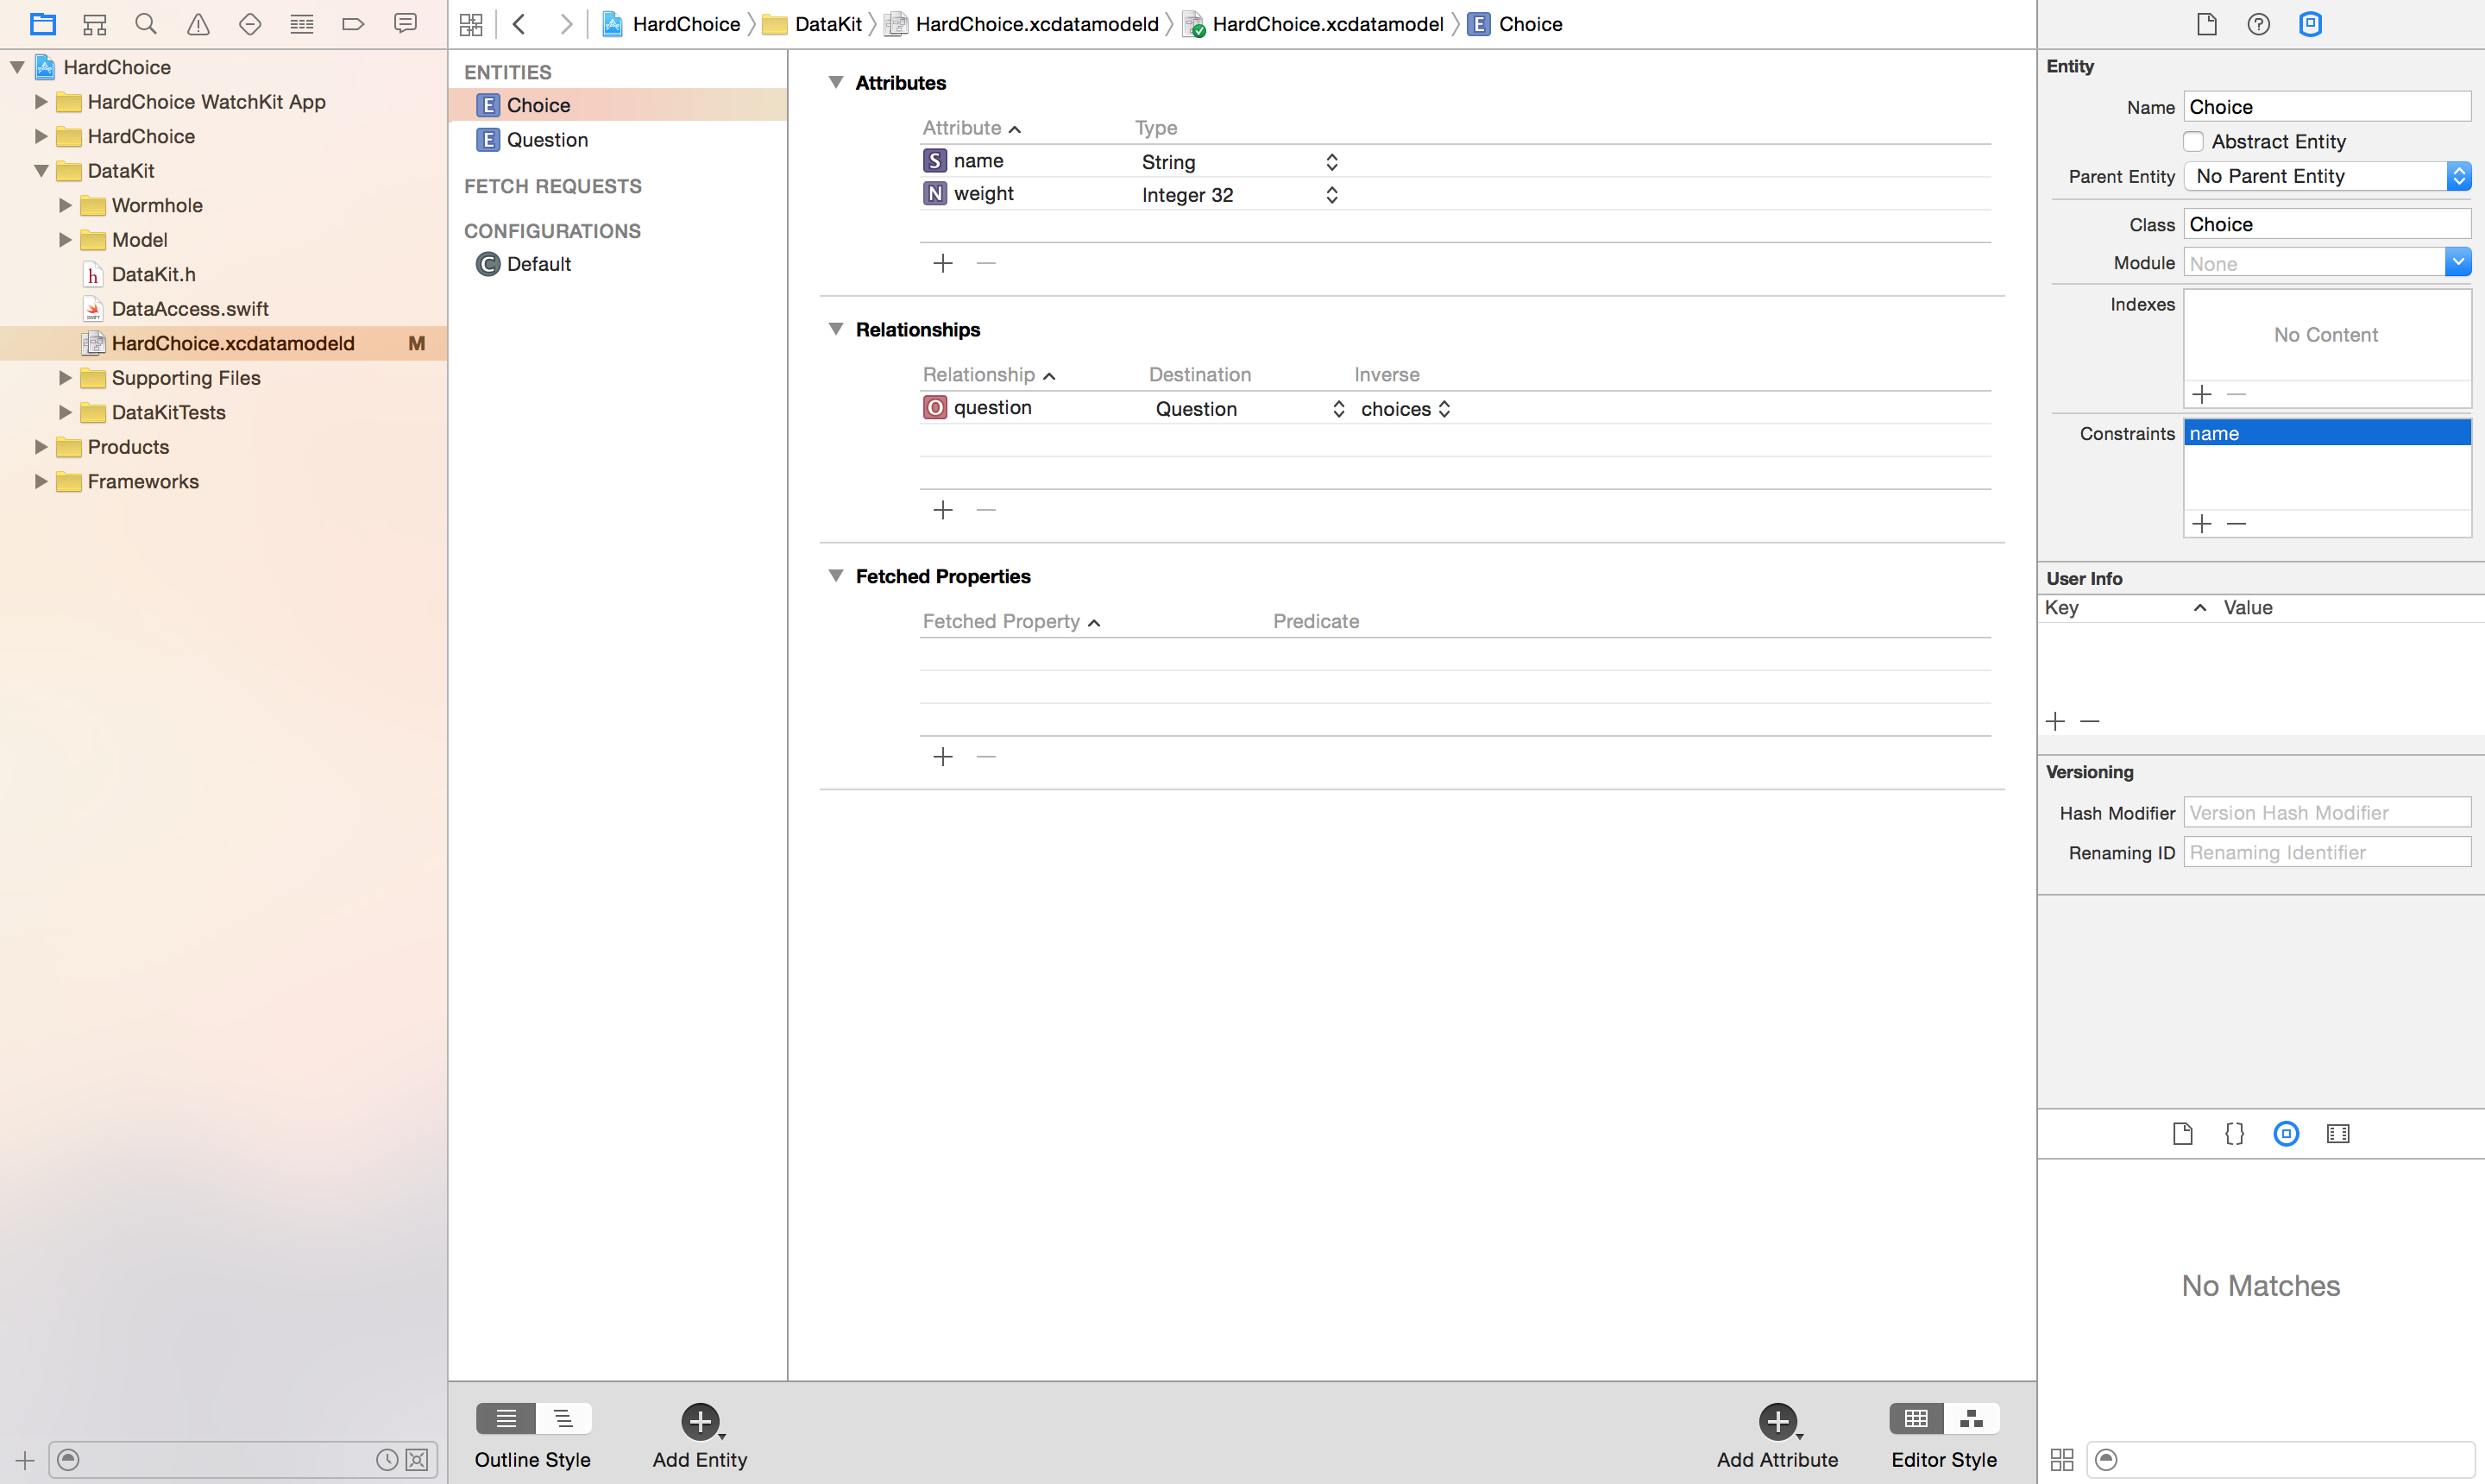 HardChoice
HardChoice WatchKit App
HardChoice
DataKit
Wormhole
Model
DataKit.h
DataAccess.swift
HardChoice.xcdatamodeld M
Supporting Files
DataKitTests
Products
Frameworks
HardChoice DataKit HardChoice.xcdatamodeld HardChoice.xcdatamodel E Choice
ENTITIES
E Choice
E Question
FETCH REQUESTS
CONFIGURATIONS
C Default
Attributes
Attribute Type
S name String
N weight Integer 32
Relationships
Relationship Destination Inverse
O question Question choices
Fetched Properties
Fetched Property Predicate
Outline Style Add Entity Add Attribute Editor Style
Entity
Name Choice
Abstract Entity
Parent Entity No Parent Entity
Class Choice
Module None
Indexes No Content
Constraints name
User Info
Key Value
Versioning
Hash Modifier Version Hash Modifier
Renaming ID Renaming Identifier
No Matches